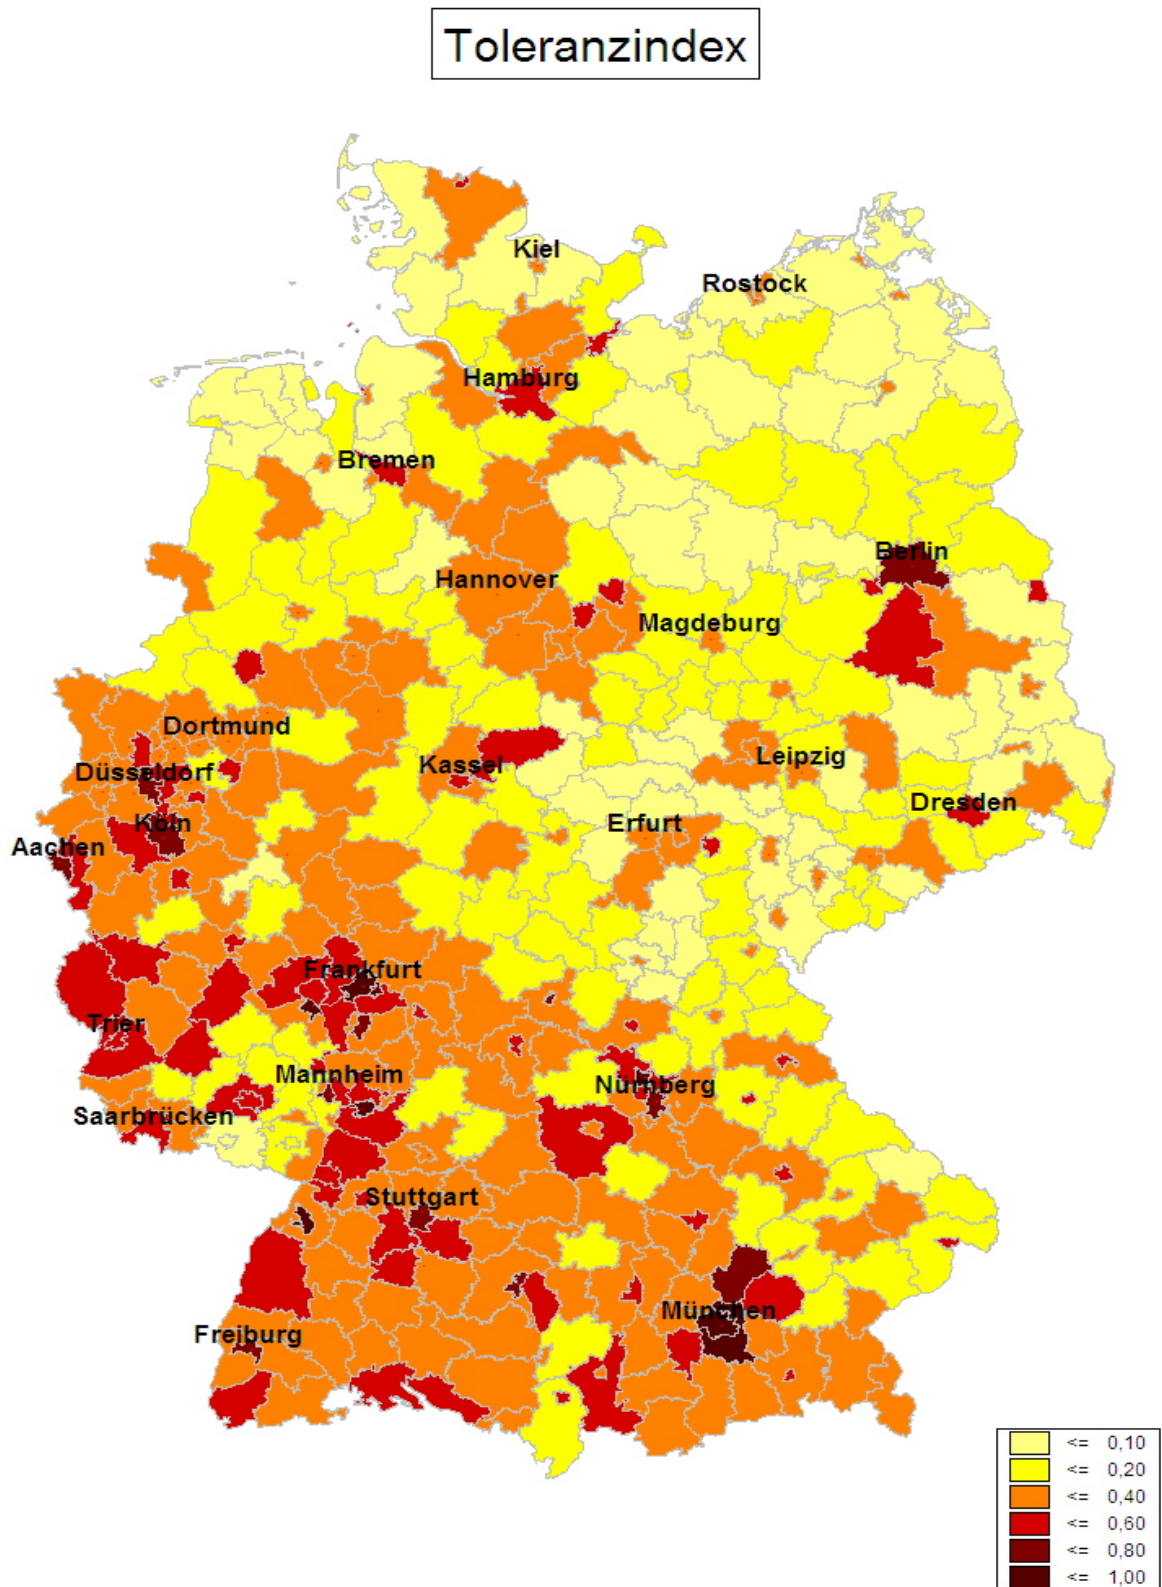 Toleranzindex
Kiel
Rostock
Hamburg
Bremen
Berlin
Hannover
Magdeburg
Dortmund
Leipzig
Kassel
Düsseldorf
Dresden
Köln
Erfurt
Aachen
Frankfurt
Trier
Mannheim
Nürnberg
Saarbrücken
Stuttgart
München
Freiburg
<= 0,10
<= 0,20
<= 0,40
<= 0,60
<= 0,80
<= 1,00